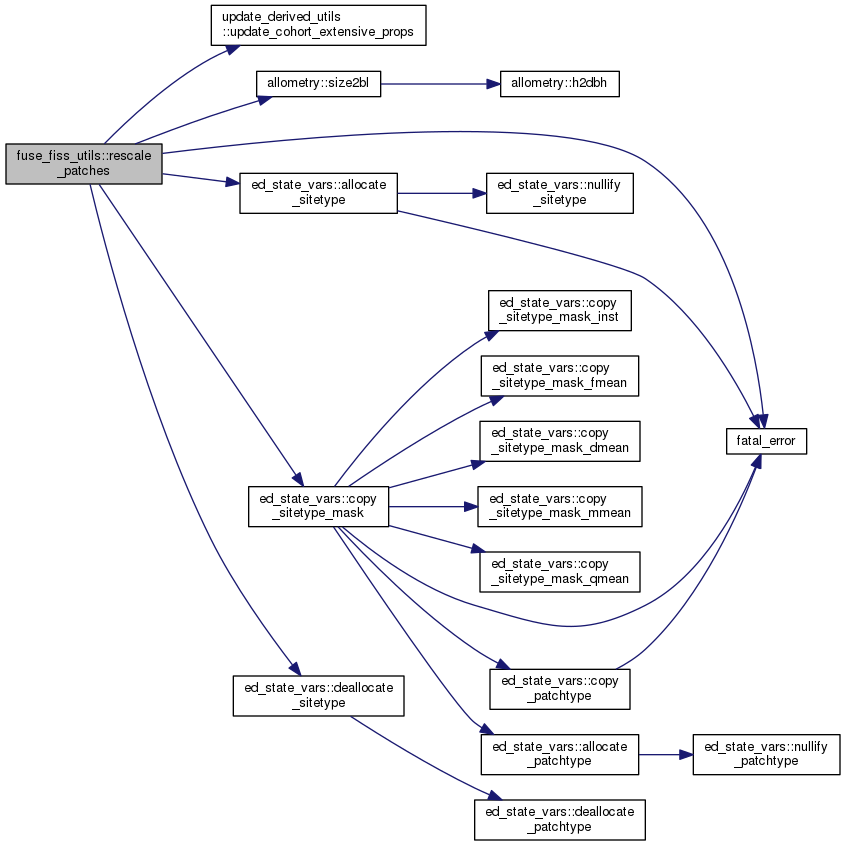 update_derived_utils
::update_cohort_extensive_props
allometry::size2bl
allometry::h2dbh
fuse_fiss_utils::rescale
_patches
ed_state_vars::allocate
_sitetype
ed_state_vars::nullify
_sitetype
ed_state_vars::copy
_sitetype_mask_inst
ed_state_vars::copy
_sitetype_mask_fmean
ed_state_vars::copy
_sitetype_mask_dmean
fatal_error
ed_state_vars::copy
_sitetype_mask
ed_state_vars::copy
_sitetype_mask_mmean
ed_state_vars::copy
_sitetype_mask_qmean
ed_state_vars::deallocate
_sitetype
ed_state_vars::copy
_patchtype
ed_state_vars::allocate
_patchtype
ed_state_vars::nullify
_patchtype
ed_state_vars::deallocate
_patchtype